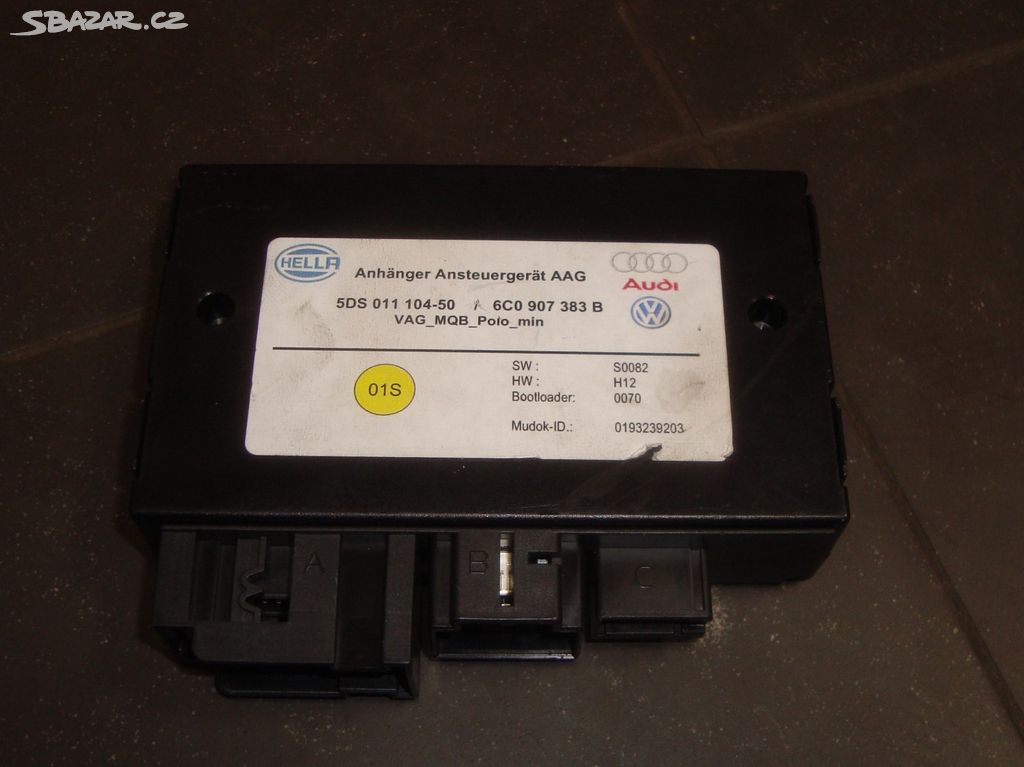 SBAZAR.CZ
HELLA
Anhänger Ansteuergerät AAG
Audi
5DS 011 104-50 A 6C0 907 383 B
VAG_MQB_Polo_min
01S
SW : S0082
HW : H12
Bootloader: 0070
Mudok-ID.: 0193239203
A
B
C